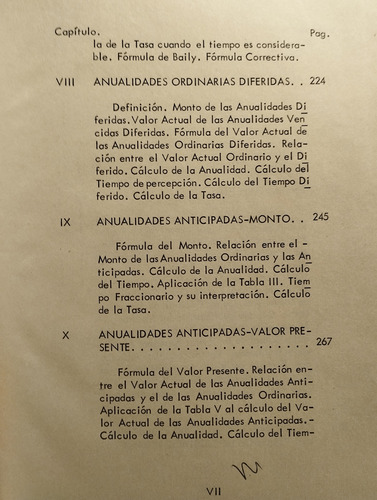 Capítulo. Pag.
la de la Tasa cuando el tiempo es considera-
ble. Fórmula de Baily. Fórmula Correctiva.
VIII ANUALIDADES ORDINARIAS DIFERIDAS. . 224
Definición. Monto de las Anualidades Di
feridas. Valor Actual de las Anualidades Ven
cidas Diferidas. Fórmula del Valor Actual de
las Anualidades Ordinarias Diferidas. Rela-
ción entre el Valor Actual Ordinario y el Di
ferido. Cálculo de la Anualidad. Cálculo del
Tiempo de percepción. Cálculo del Tiempo Di
ferido. Cálculo de la Tasa.
IX ANUALIDADES ANTICIPADAS-MONTO. . 245
Fórmula del Monto. Relación entre el -
Monto de las Anualidades Ordinarias y las An
ticipadas. Cálculo de la Anualidad. Cálculo
del Tiempo. Aplicación de la Tabla III. Tiem
po Fraccionario y su interpretación. Cálculo
de la Tasa.
X ANUALIDADES ANTICIPADAS-VALOR PRE-
SENTE. . . . . . . . . . . . . . . . . . . . 267
Fórmula del Valor Presente. Relación en-
tre el Valor Actual de las Anualidades Anti-
cipadas y el de las Anualidades Ordinarias.
Aplicación de la Tabla V al cálculo del Va-
lor Actual de las Anualidades Anticipadas.-
Cálculo de la Anualidad. Cálculo del Tiem-
VII